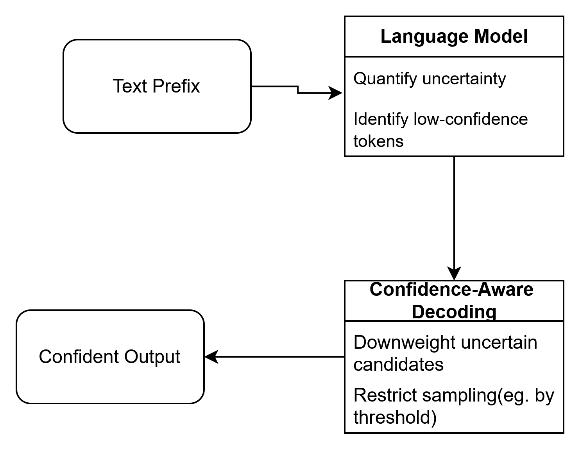 Text Prefix
Language Model
Quantify uncertainty
Identify low-confidence
tokens
Confidence-Aware
Decoding
Downweight uncertain
candidates
Restrict sampling(eg. by
threshold)
Confident Output